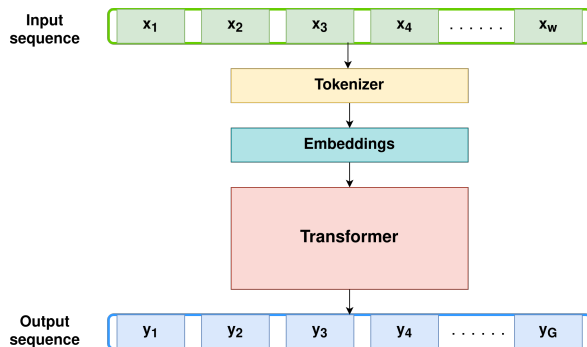 Input
sequence
x1 x2 x3 x4 . . . . . . xw
Tokenizer
Embeddings
Transformer
Output
sequence
y1 y2 y3 y4 . . . . . . yG